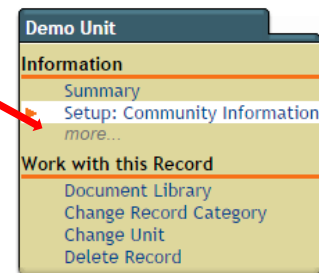 Demo Unit
Information
Summary
Setup: Community Information
more...
Work with this Record
Document Library
Change Record Category
Change Unit
Delete Record